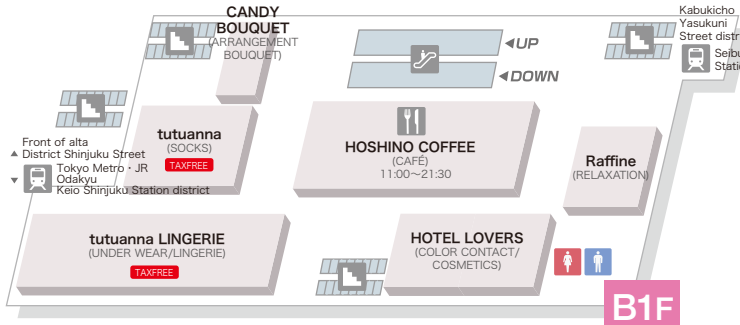 CANDY
BOUQUET
(ARRANGEMENT
BOUQUET)
UP
DOWN
Kabukicho
Yasukuni
Street distri
Seibu
Stati
tutuanna
(SOCKS)
TAXFREE
HOSHINO COFFEE
(CAFÉ)
11:00〜21:30
Raffine
(RELAXATION)
Front of alta
District Shinjuku Street
Tokyo Metro・JR
Odakyu
Keio Shinjuku Station district
tutuanna LINGERIE
(UNDER WEAR/LINGERIE)
TAXFREE
HOTEL LOVERS
(COLOR CONTACT/
COSMETICS)
B1F